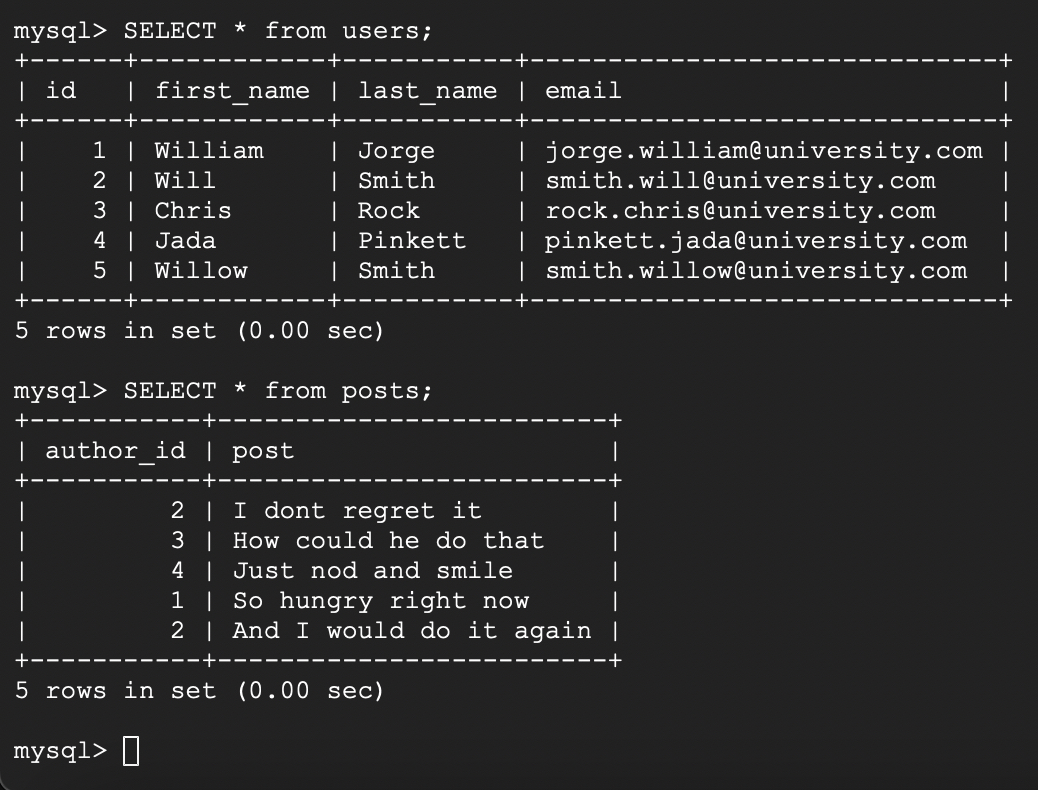 mysql> SELECT * from users;
+------+------------+-----------+------------------------------+
| id   | first_name | last_name | email                        |
+------+------------+-----------+------------------------------+
|    1 | William    | Jorge     | jorge.william@university.com |
|    2 | Will       | Smith     | smith.will@university.com    |
|    3 | Chris      | Rock      | rock.chris@university.com    |
|    4 | Jada       | Pinkett   | pinkett.jada@university.com  |
|    5 | Willow     | Smith     | smith.willow@university.com  |
+------+------------+-----------+------------------------------+
5 rows in set (0.00 sec)

mysql> SELECT * from posts;
+-----------+-------------------------+
| author_id | post                    |
+-----------+-------------------------+
|         2 | I dont regret it        |
|         3 | How could he do that    |
|         4 | Just nod and smile      |
|         1 | So hungry right now     |
|         2 | And I would do it again |
+-----------+-------------------------+
5 rows in set (0.00 sec)

mysql>